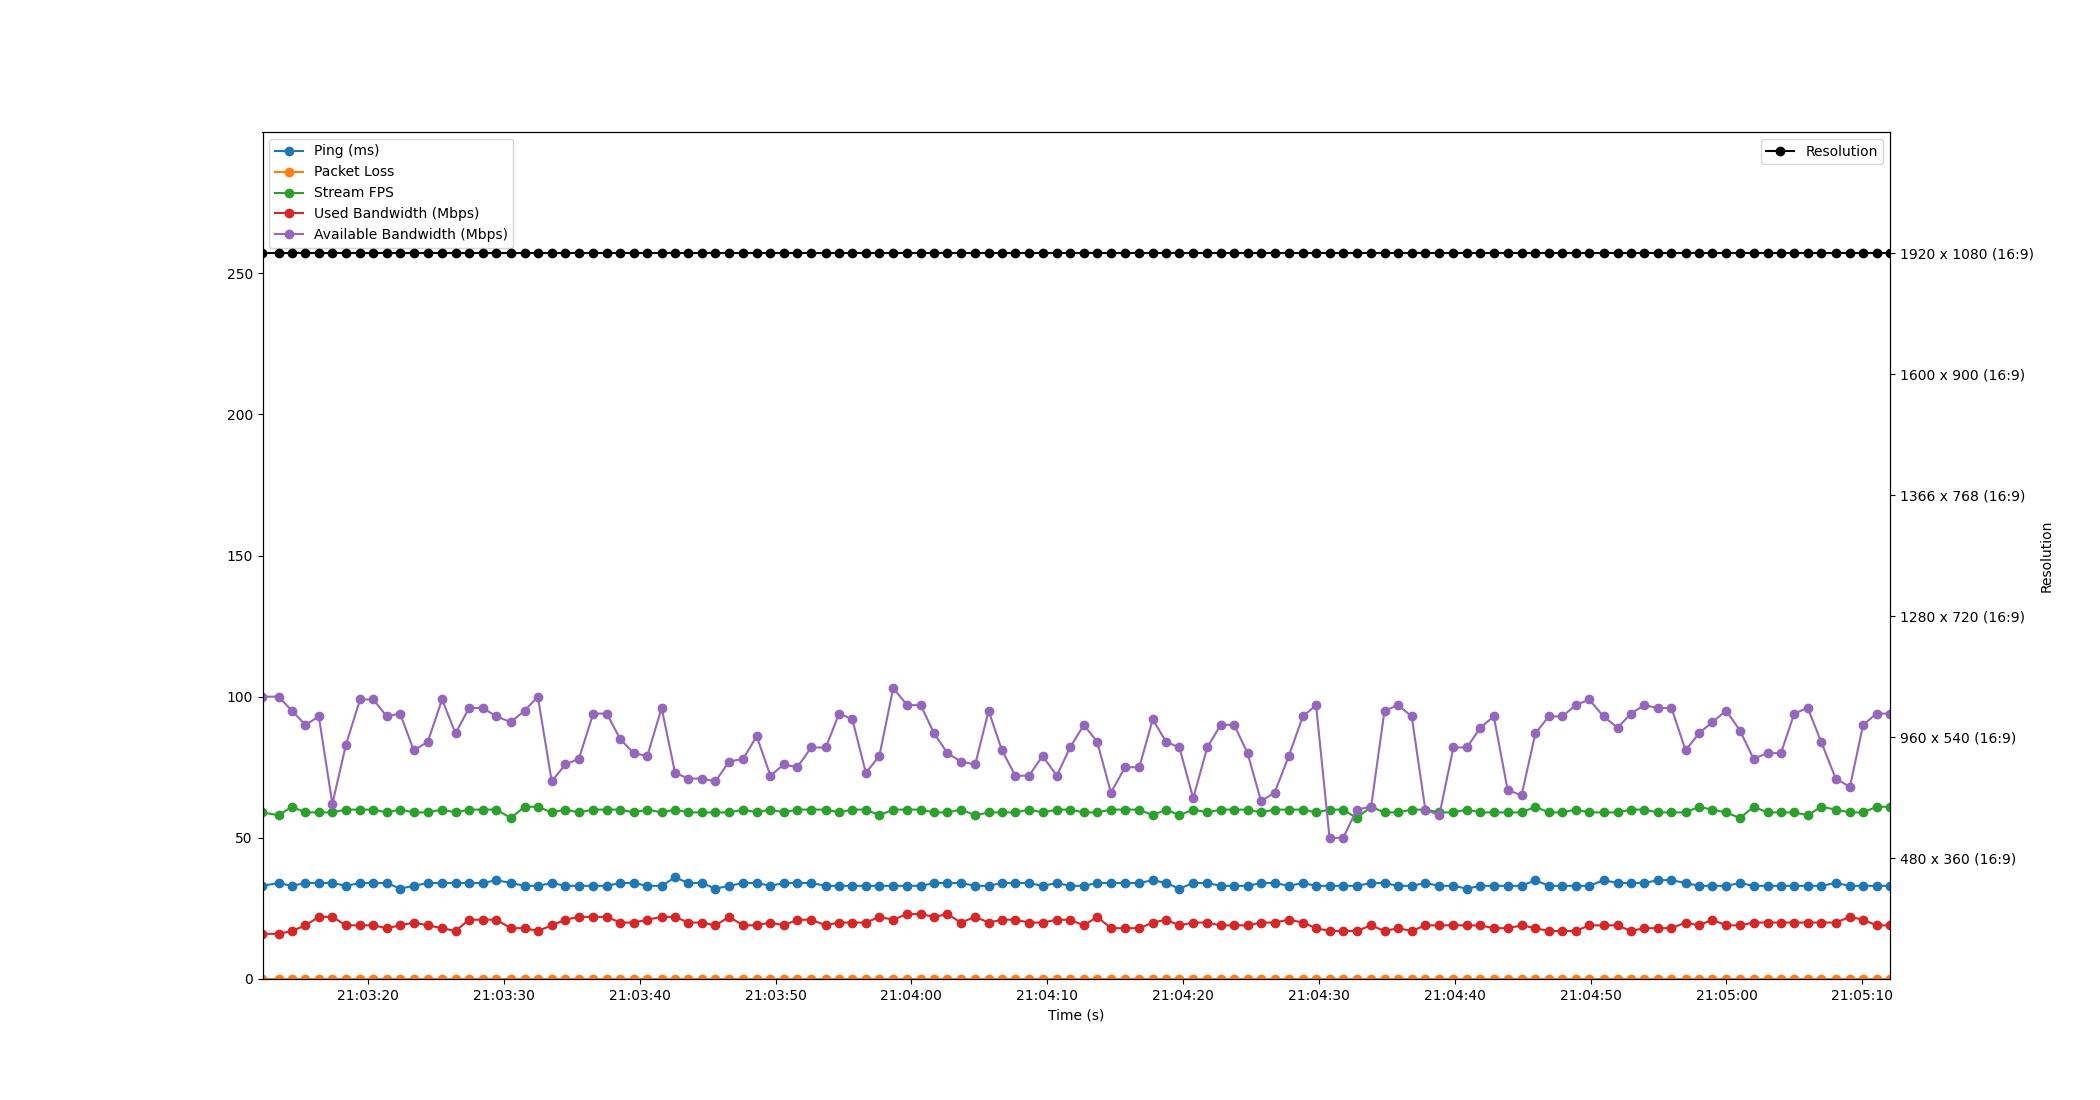 Ping (ms)
Packet Loss
Stream FPS
Used Bandwidth (Mbps)
Available Bandwidth (Mbps)
Resolution
250
200
150
100
50
0
1920 x 1080 (16:9)
1600 x 900 (16:9)
1366 x 768 (16:9)
1280 x 720 (16:9)
960 x 540 (16:9)
480 x 360 (16:9)
Resolution
21:03:20 21:03:30 21:03:40 21:03:50 21:04:00 21:04:10 21:04:20 21:04:30 21:04:40 21:04:50 21:05:00 21:05:10
Time (s)